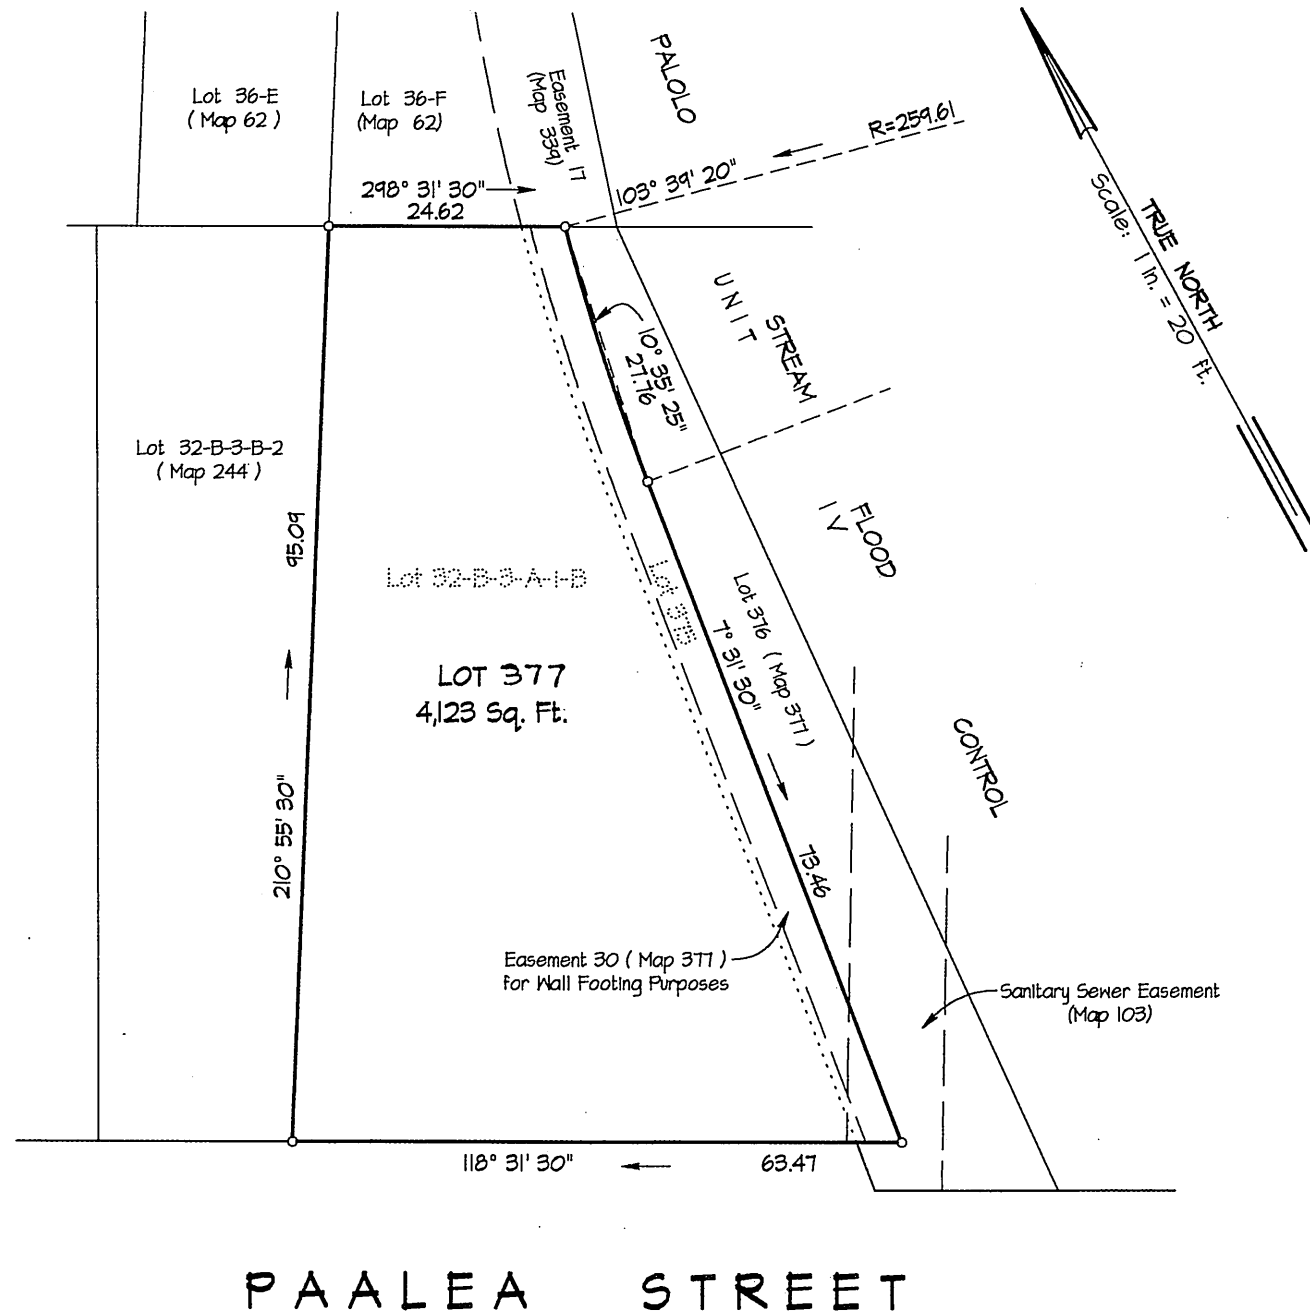 Lot 36-E
( Map 62 )
Lot 36-F
(Map 62)
Easement 17
(Map 339)
PALOLO
R=259.61
103° 39' 20"
298° 31' 30"
24.62
TRUE NORTH
Scale: 1 in. = 20 ft.
UNIT
STREAM
10° 35' 25"
27.76
Lot 32-B-3-B-2
( Map 244 )
95.09
IV
FLOOD
Lot 32-B-3-A-1-B
Lot 375
Lot 376 ( Map 377 )
7° 31' 30"
LOT 377
4,123 Sq. Ft.
CONTROL
210° 55' 30"
73.46
Easement 30 ( Map 377 )
for Wall Footing Purposes
Sanitary Sewer Easement
(Map 103)
118° 31' 30"
63.47
PAALEA STREET